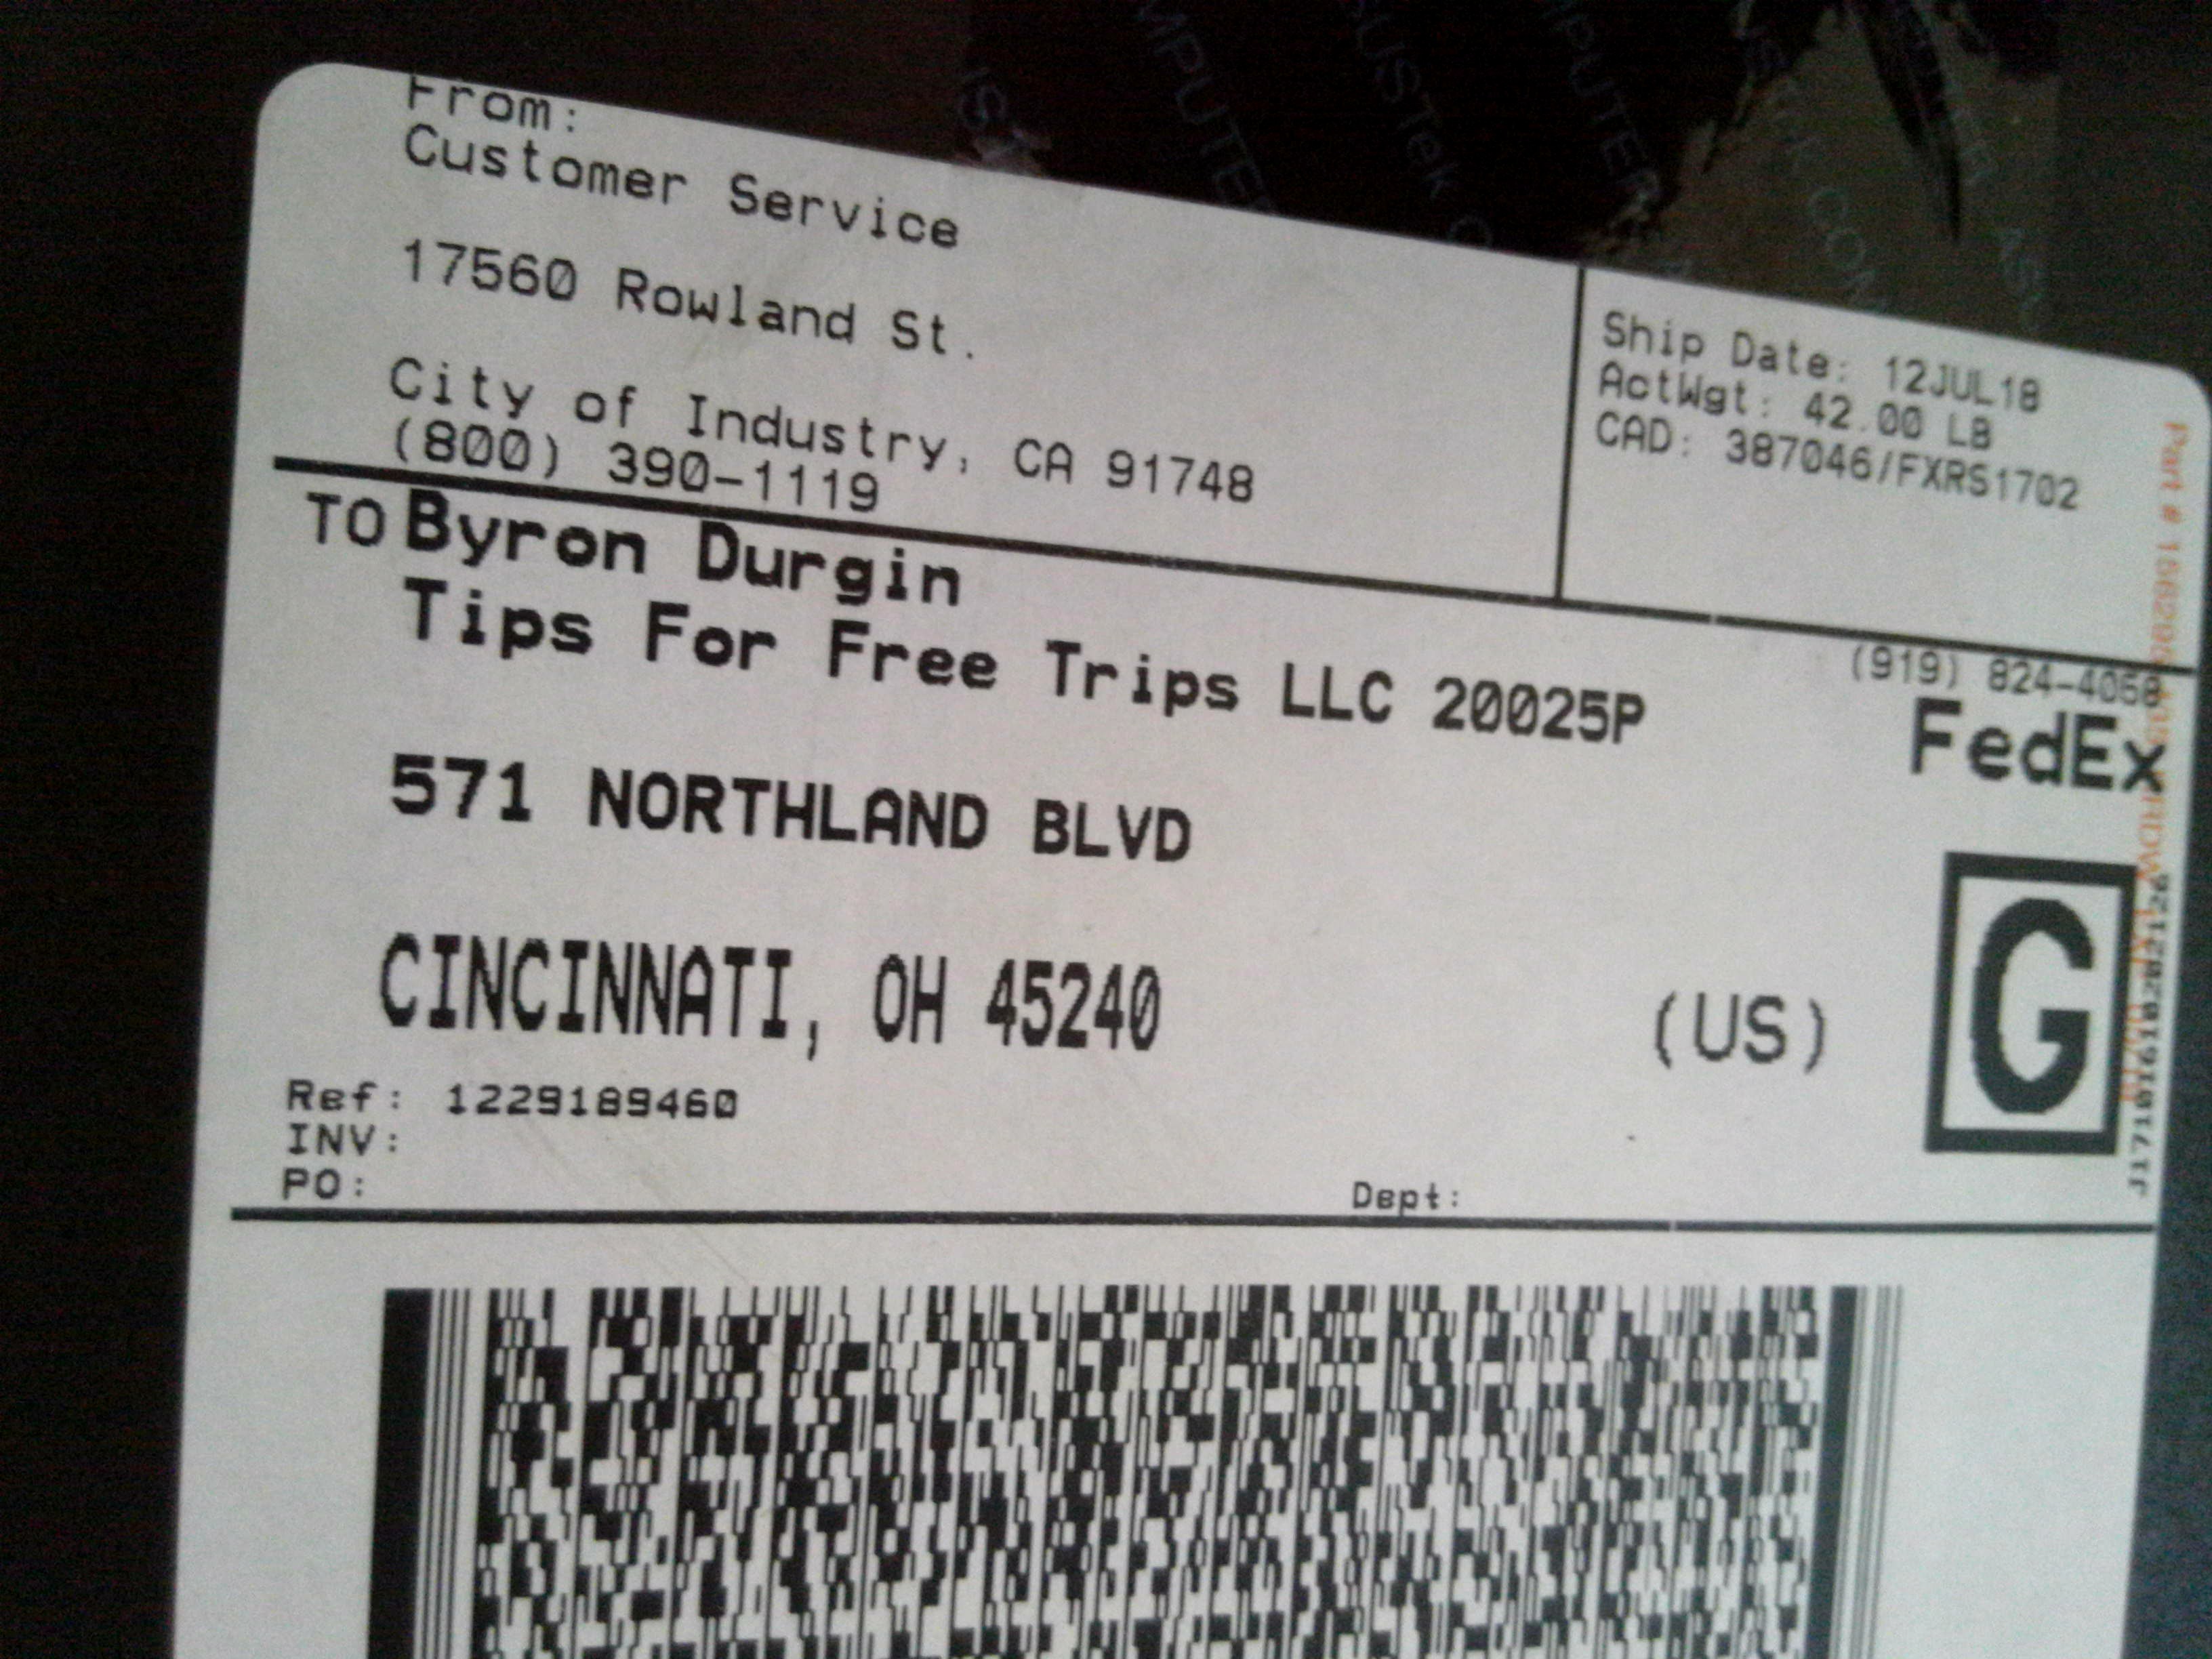 From:
Customer Service
17560 Rowland St.
City of Industry, CA 91748
(800) 390-1119
Ship Date: 12JUL18
ActWgt: 42.00 LB
CAD: 387046/FXRS1702
TO Byron Durgin
Tips For Free Trips LLC 20025P
(919) 824-4058
FedEx
571 NORTHLAND BLVD
CINCINNATI, OH 45240
(US)
G
Ref: 1229189460
INV:
PO:
Dept:
Part #